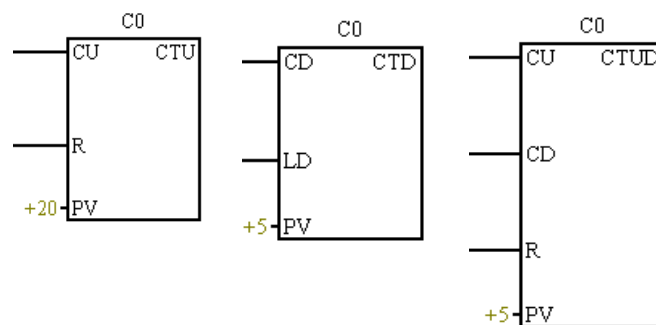 C0
CU CTU
R
+20 PV
C0
CD CTD
LD
+5 PV
C0
CU CTUD
CD
R
+5 PV